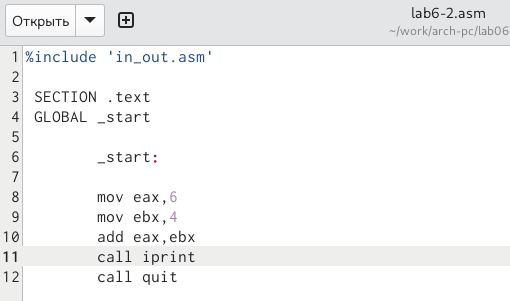 Открыть
lab6-2.asm
~/work/arch-pc/lab06
1 %include 'in_out.asm'
2
3 SECTION .text
4 GLOBAL _start
5
6 _start:
7
8 mov eax,6
9 mov ebx,4
10 add eax,ebx
11 call iprint
12 call quit